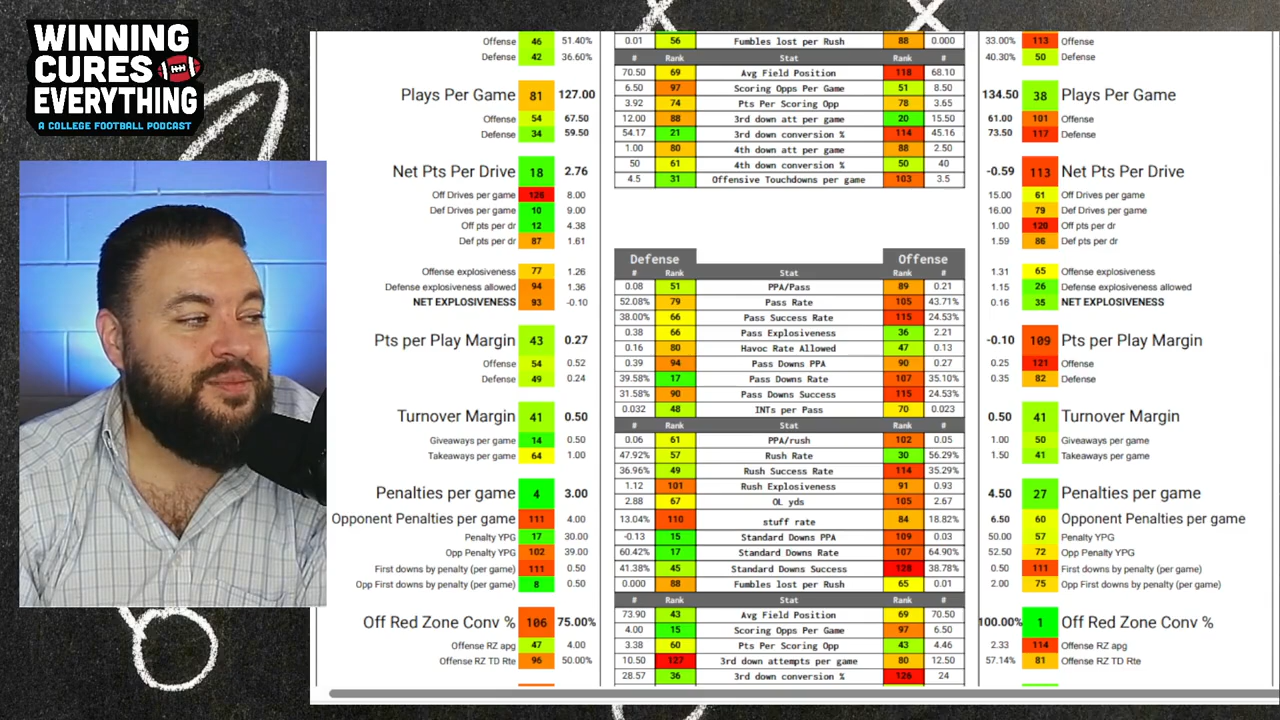 WINNING
CURES
EVERYTHING
A COLLEGE FOOTBALL PODCAST
Offense 46 51.40%
Defense 42 36.60%
Plays Per Game 81 127.00
Offense 54 67.50
Defense 34 59.50
Net Pts Per Drive 18 2.76
Off Drives per game 128 8.00
Def Drives per game 10 9.00
Off pts per dr 12 4.38
Def pts per dr 87 1.61
Offense explosiveness 77 1.26
Defense explosiveness allowed 94 1.36
NET EXPLOSIVENESS 93 -0.10
Pts per Play Margin 43 0.27
Offense 54 0.52
Defense 49 0.24
Turnover Margin 41 0.50
Giveaways per game 14 0.50
Takeaways per game 64 1.00
Penalties per game 4 3.00
Opponent Penalties per game 111 4.00
Penalty YPG 17 30.00
Opp Penalty YPG 102 39.00
First downs by penalty (per game) 111 0.50
Opp First downs by penalty (per game) 8 0.50
Off Red Zone Conv % 106 75.00%
Offense RZ apg 47 4.00
Offense RZ TD Rte 96 50.00%
0.01 56 Fumbles lost per Rush 88 0.000
# Rank Stat Rank #
70.50 69 Avg Field Position 118 68.10
6.50 97 Scoring Opps Per Game 51 8.50
3.92 74 Pts Per Scoring Opp 78 3.65
12.00 88 3rd down att per game 20 15.50
54.17 21 3rd down conversion % 114 45.16
1.00 80 4th down att per game 88 2.50
50 61 4th down conversion % 50 40
4.5 31 Offensive Touchdowns per game 103 3.5
Defense Offense
# Rank Stat Rank #
0.08 51 PPA/Pass 89 0.21
52.08% 79 Pass Rate 105 43.71%
38.00% 66 Pass Success Rate 115 24.53%
0.38 66 Pass Explosiveness 36 2.21
0.16 80 Havoc Rate Allowed 47 0.13
0.39 94 Pass Downs PPA 90 0.27
39.58% 17 Pass Downs Rate 107 35.10%
31.58% 90 Pass Downs Success 115 24.53%
0.032 48 INTs per Pass 70 0.023
# Rank Stat Rank #
0.06 61 PPA/rush 102 0.05
47.92% 57 Rush Rate 30 56.29%
36.96% 49 Rush Success Rate 114 35.29%
1.12 101 Rush Explosiveness 91 0.93
2.88 67 OL yds 105 2.67
13.04% 110 stuff rate 84 18.82%
-0.13 15 Standard Downs PPA 109 0.03
60.42% 17 Standard Downs Rate 107 64.90%
41.38% 45 Standard Downs Success 128 38.78%
0.000 88 Fumbles lost per Rush 65 0.01
# Rank Stat Rank #
73.90 43 Avg Field Position 69 70.50
4.00 15 Scoring Opps Per Game 97 6.50
3.38 60 Pts Per Scoring Opp 43 4.46
10.50 127 3rd down attempts per game 80 12.50
28.57 36 3rd down conversion % 126 24
33.00% 113 Offense
40.30% 50 Defense
134.50 38 Plays Per Game
61.00 101 Offense
73.50 117 Defense
-0.59 113 Net Pts Per Drive
15.00 61 Off Drives per game
16.00 79 Def Drives per game
1.00 120 Off pts per dr
1.59 86 Def pts per dr
1.31 65 Offense explosiveness
1.15 26 Defense explosiveness allowed
0.16 35 NET EXPLOSIVENESS
-0.10 109 Pts per Play Margin
0.25 121 Offense
0.35 82 Defense
0.50 41 Turnover Margin
1.00 50 Giveaways per game
1.50 41 Takeaways per game
4.50 27 Penalties per game
6.50 60 Opponent Penalties per game
50.00 57 Penalty YPG
52.50 72 Opp Penalty YPG
0.50 111 First downs by penalty (per game)
2.00 75 Opp First downs by penalty (per game)
100.00% 1 Off Red Zone Conv %
2.33 114 Offense RZ apg
57.14% 81 Offense RZ TD Rte